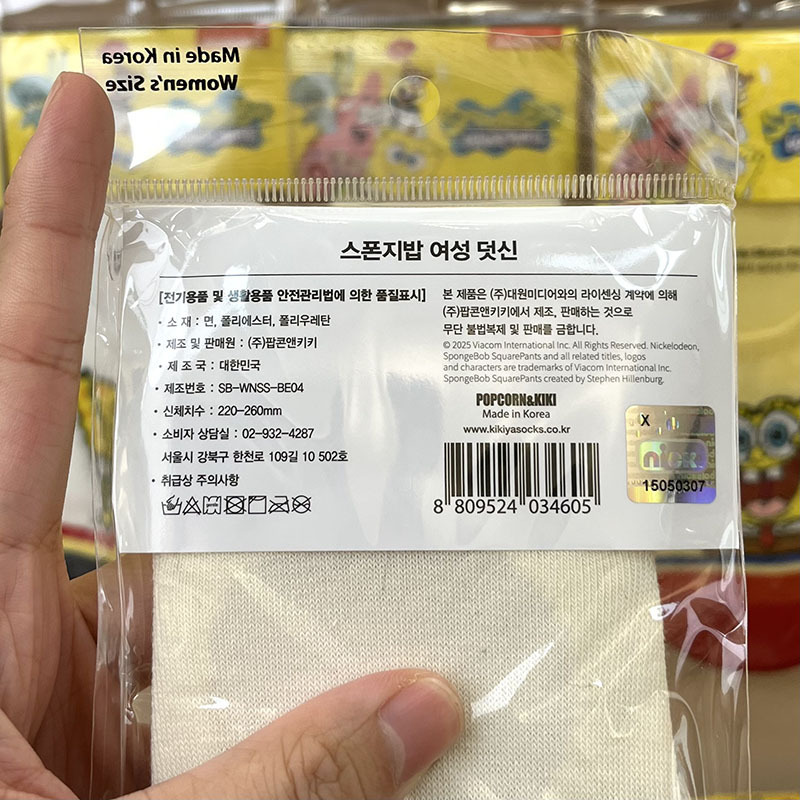 Made in Korea
Women's Size
스폰지밥 여성 덧신
[전기용품 및 생활용품 안전관리법에 의한 품질표시]
· 소 재 : 면, 폴리에스터, 폴리우레탄
· 제조 및 판매원 : (주)팝콘앤키키
· 제 조 국 : 대한민국
· 제조번호 : SB-WNSS-BE04
· 신체치수 : 220-260mm
· 소비자 상담실 : 02-932-4287
서울시 강북구 한천로 109길 10 502호
· 취급상 주의사항
본 제품은 (주)대원미디어와의 라이센싱 계약에 의해
(주)팝콘앤키키에서 제조, 판매하는 것으로
무단 불법복제 및 판매를 금합니다.
© 2025 Viacom International Inc. All Rights Reserved. Nickelodeon,
SpongeBob SquarePants and all related titles, logos
and characters are trademarks of Viacom International Inc.
SpongeBob SquarePants created by Stephen Hillenburg.
POPCORN&KIKI
Made in Korea
www.kikiyasocks.co.kr
8 809524 034605
X
nick
15050307